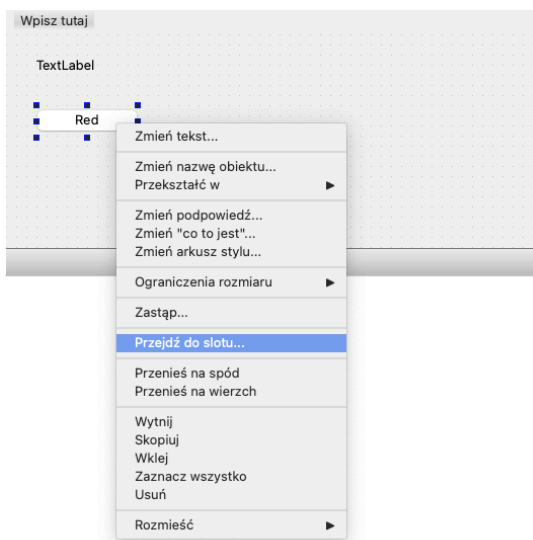 Wpisz tutaj
TextLabel
Red
Zmień tekst...
Zmień nazwę obiektu...
Przekształć w
Zmień podpowiedź...
Zmień "co to jest"...
Zmień arkusz stylu...
Ograniczenia rozmiaru
Zastąp...
Przejdź do slotu...
Przenieś na spód
Przenieś na wierzch
Wytnij
Skopiuj
Wklej
Zaznacz wszystko
Usuń
Rozmieść